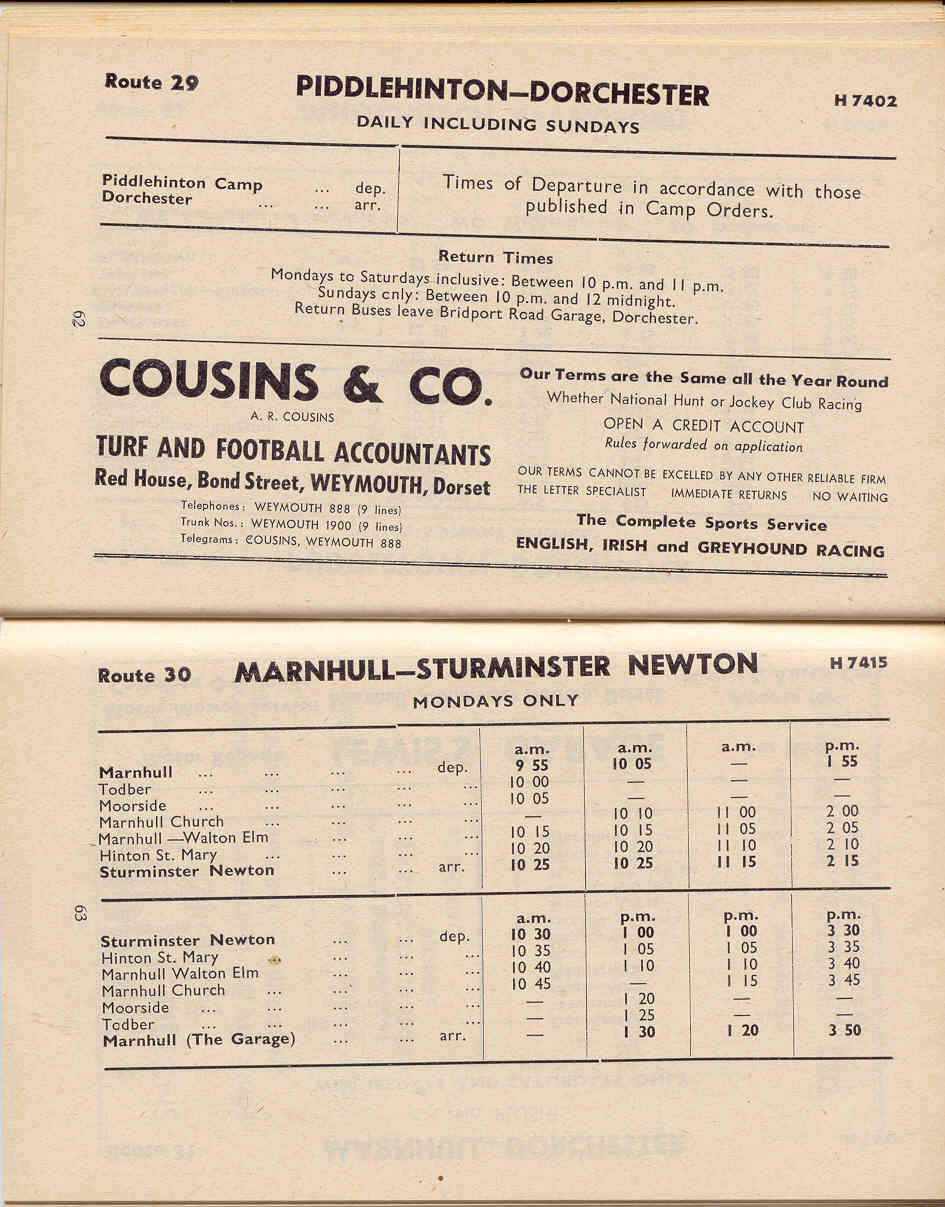 Route 29 PIDDLEHINTON—DORCHESTER H 7402
DAILY INCLUDING SUNDAYS
Piddlehinton Camp ... dep.
Dorchester ... ... arr.
Times of Departure in accordance with those
published in Camp Orders.
Return Times
Mondays to Saturdays inclusive: Between 10 p.m. and 11 p.m.
Sundays only: Between 10 p.m. and 12 midnight.
Return Buses leave Bridport Road Garage, Dorchester.
62
COUSINS & CO.
A. R. COUSINS
TURF AND FOOTBALL ACCOUNTANTS
Red House, Bond Street, WEYMOUTH, Dorset
Telephones: WEYMOUTH 888 (9 lines)
Trunk Nos.: WEYMOUTH 1900 (9 lines)
Telegrams: COUSINS, WEYMOUTH 888
Our Terms are the Same all the Year Round
Whether National Hunt or Jockey Club Racing
OPEN A CREDIT ACCOUNT
Rules forwarded on application
OUR TERMS CANNOT BE EXCELLED BY ANY OTHER RELIABLE FIRM
THE LETTER SPECIALIST IMMEDIATE RETURNS NO WAITING
The Complete Sports Service
ENGLISH, IRISH and GREYHOUND RACING
Route 30 MARNHULL—STURMINSTER NEWTON H 7415
MONDAYS ONLY
a.m. a.m. a.m. p.m.
Marnhull ... ... ... ... dep. 9 55 10 05 — 1 55
Todber ... ... ... ... ... 10 00 — — —
Moorside ... ... ... ... ... 10 05 — — —
Marnhull Church ... ... ... ... — 10 10 11 00 2 00
Marnhull —Walton Elm ... ... ... ... 10 15 10 15 11 05 2 05
Hinton St. Mary ... ... ... ... 10 20 10 20 11 10 2 10
Sturminster Newton ... ... arr. 10 25 10 25 11 15 2 15
63
a.m. p.m. p.m. p.m.
Sturminster Newton ... ... dep. 10 30 1 00 1 00 3 30
Hinton St. Mary ... ... ... ... 10 35 1 05 1 05 3 35
Marnhull Walton Elm ... ... ... 10 40 1 10 1 10 3 40
Marnhull Church ... ... ... ... 10 45 — 1 15 3 45
Moorside ... ... ... ... ... — 1 20 — —
Todber ... ... ... ... ... — 1 25 — —
Marnhull (The Garage) ... ... arr. — 1 30 1 20 3 50